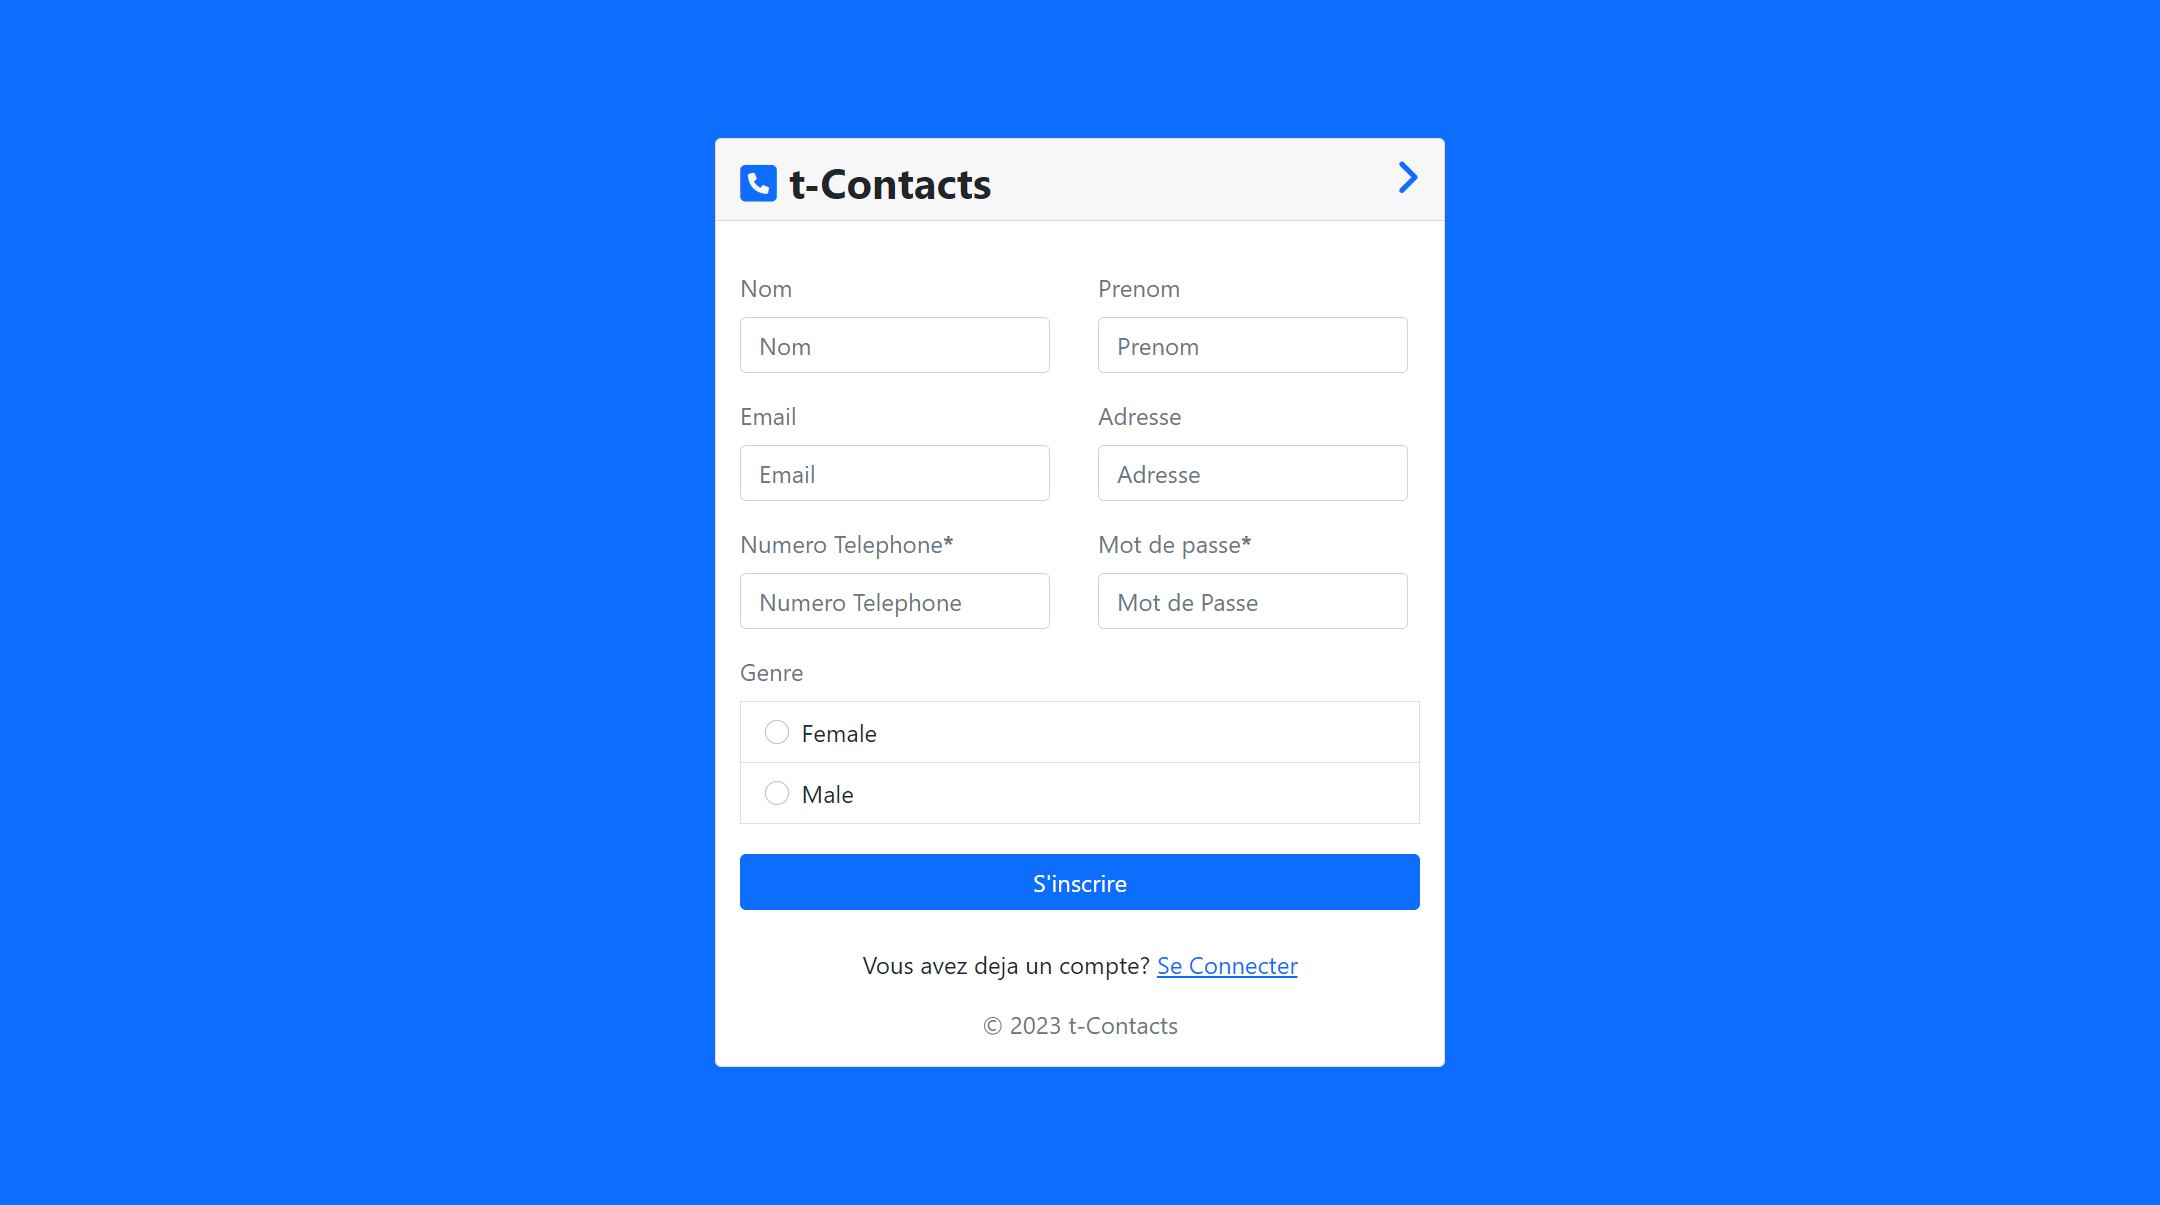 t-Contacts
Nom Prenom
Nom Prenom
Email Adresse
Email Adresse
Numero Telephone* Mot de passe*
Numero Telephone Mot de Passe
Genre
Female
Male
S'inscrire
Vous avez deja un compte? Se Connecter
© 2023 t-Contacts